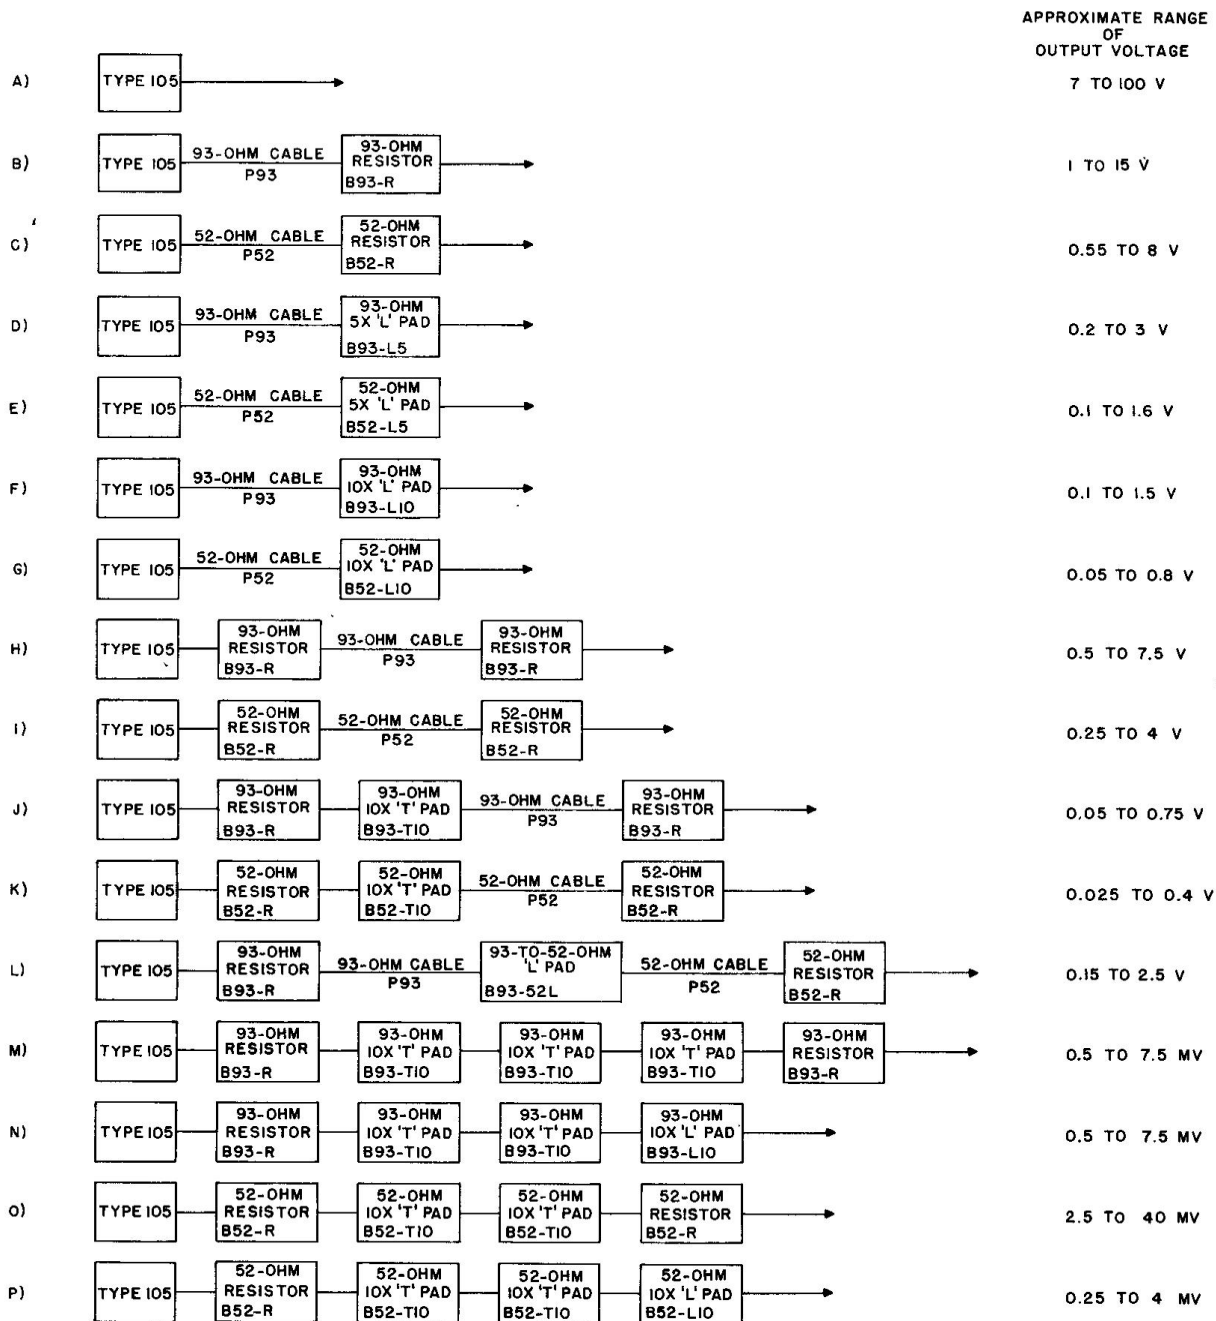 APPROXIMATE RANGE
OF
OUTPUT VOLTAGE
A) TYPE 105 7 TO 100 V
B) TYPE 105 93-OHM CABLE P93 93-OHM RESISTOR B93-R 1 TO 15 V
C) TYPE 105 52-OHM CABLE P52 52-OHM RESISTOR B52-R 0.55 TO 8 V
D) TYPE 105 93-OHM CABLE P93 93-OHM 5X 'L' PAD B93-L5 0.2 TO 3 V
E) TYPE 105 52-OHM CABLE P52 52-OHM 5X 'L' PAD B52-L5 0.1 TO 1.6 V
F) TYPE 105 93-OHM CABLE P93 93-OHM 10X 'L' PAD B93-L10 0.1 TO 1.5 V
G) TYPE 105 52-OHM CABLE P52 52-OHM 10X 'L' PAD B52-L10 0.05 TO 0.8 V
H) TYPE 105 93-OHM RESISTOR B93-R 93-OHM CABLE P93 93-OHM RESISTOR B93-R 0.5 TO 7.5 V
I) TYPE 105 52-OHM RESISTOR B52-R 52-OHM CABLE P52 52-OHM RESISTOR B52-R 0.25 TO 4 V
J) TYPE 105 93-OHM RESISTOR B93-R 93-OHM 10X 'T' PAD B93-T10 93-OHM CABLE P93 93-OHM RESISTOR B93-R 0.05 TO 0.75 V
K) TYPE 105 52-OHM RESISTOR B52-R 52-OHM 10X 'T' PAD B52-T10 52-OHM CABLE P52 52-OHM RESISTOR B52-R 0.025 TO 0.4 V
L) TYPE 105 93-OHM RESISTOR B93-R 93-OHM CABLE P93 93-TO-52-OHM 'L' PAD B93-52L 52-OHM CABLE P52 52-OHM RESISTOR B52-R 0.15 TO 2.5 V
M) TYPE 105 93-OHM RESISTOR B93-R 93-OHM 10X 'T' PAD B93-T10 93-OHM 10X 'T' PAD B93-T10 93-OHM 10X 'T' PAD B93-T10 93-OHM RESISTOR B93-R 0.5 TO 7.5 MV
N) TYPE 105 93-OHM RESISTOR B93-R 93-OHM 10X 'T' PAD B93-T10 93-OHM 10X 'T' PAD B93-T10 93-OHM 10X 'L' PAD B93-L10 0.5 TO 7.5 MV
O) TYPE 105 52-OHM RESISTOR B52-R 52-OHM 10X 'T' PAD B52-T10 52-OHM 10X 'T' PAD B52-T10 52-OHM RESISTOR B52-R 2.5 TO 40 MV
P) TYPE 105 52-OHM RESISTOR B52-R 52-OHM 10X 'T' PAD B52-T10 52-OHM 10X 'T' PAD B52-T10 52-OHM 10X 'L' PAD B52-L10 0.25 TO 4 MV